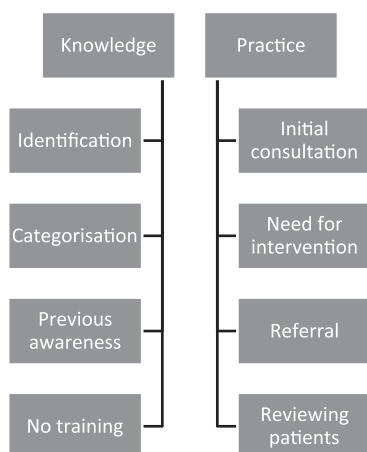 Knowledge
Identification
Categorisation
Previous
awareness
No training
Practice
Initial
consultation
Need for
intervention
Referral
Reviewing
patients